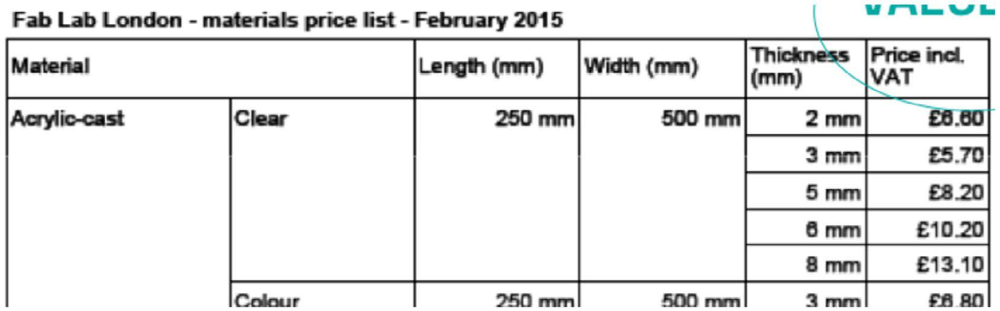 VALUE
Fab Lab London - materials price list - February 2015
Material Length (mm) Width (mm) Thickness (mm) Price incl. VAT
Acrylic-cast Clear 250 mm 500 mm 2 mm £6.60
3 mm £5.70
5 mm £8.20
6 mm £10.20
8 mm £13.10
Colour 250 mm 500 mm 3 mm £6.80